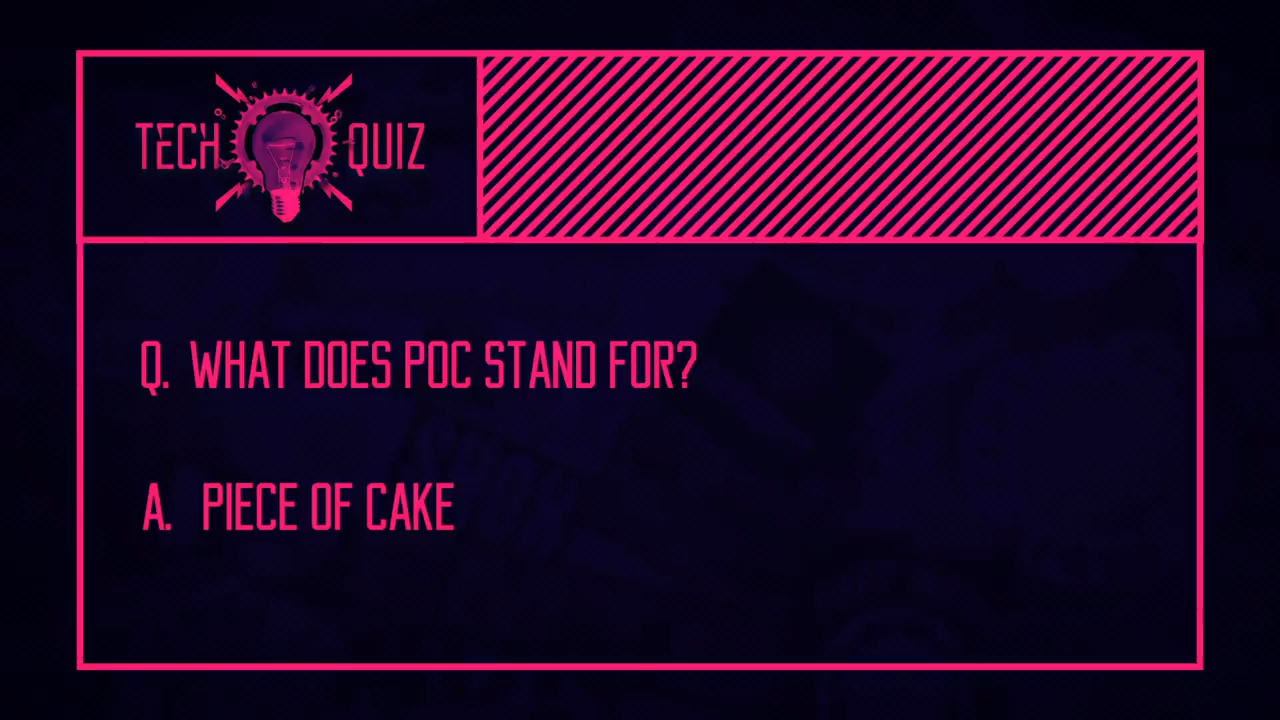 TECH QUIZ
Q. WHAT DOES POC STAND FOR?
A. PIECE OF CAKE